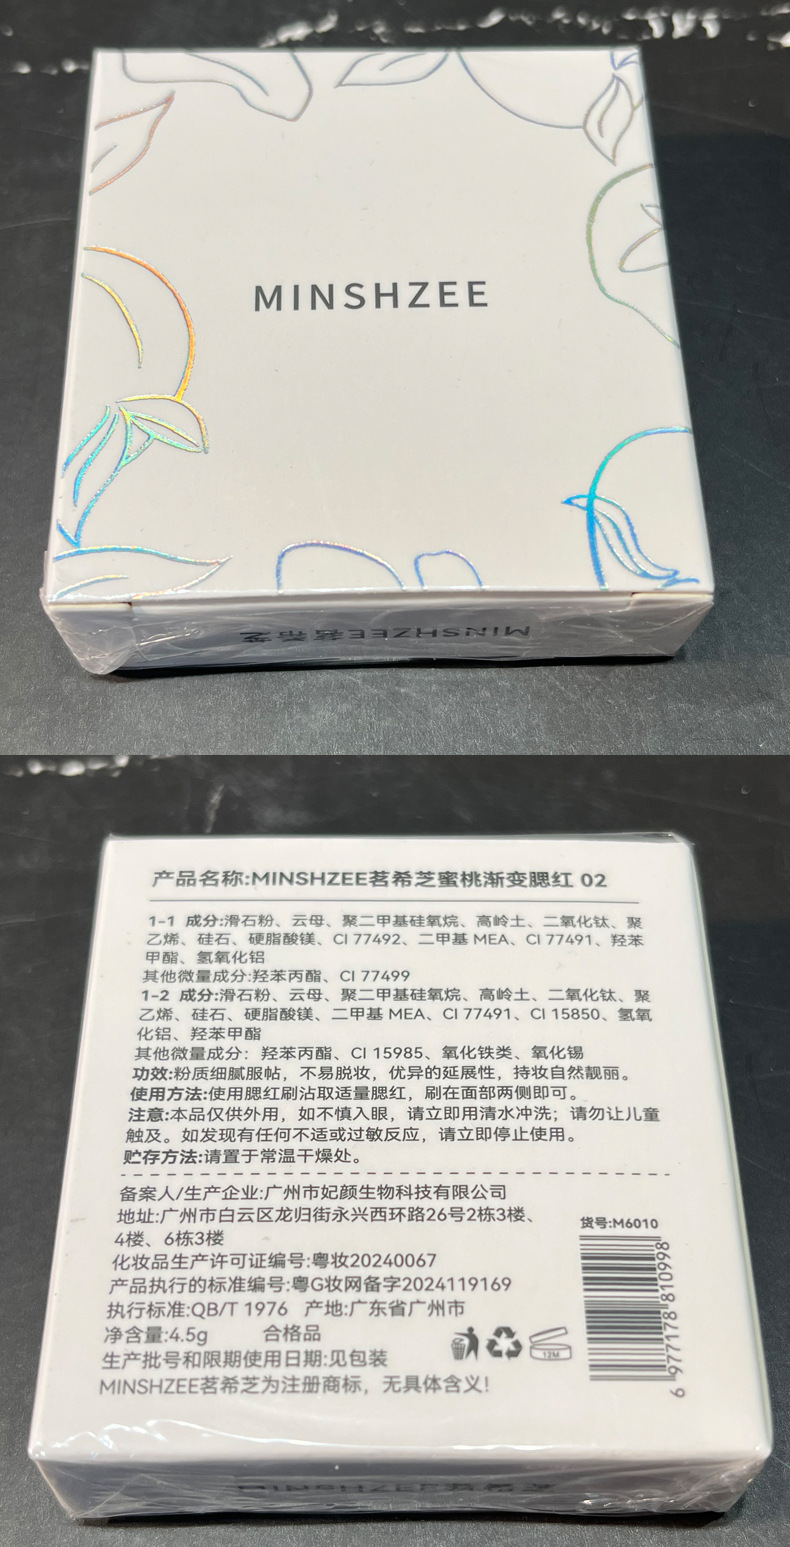 MINSHZEE
MINSHZEE茗希芝
产品名称:MINSHZEE茗希芝蜜桃渐变腮红 02
1-1 成分:滑石粉、云母、聚二甲基硅氧烷、高岭土、二氧化钛、聚
乙烯、硅石、硬脂酸镁、CI 77492、二甲基 MEA、CI 77491、羟苯
甲酯、氢氧化铝
其他微量成分:羟苯丙酯、CI 77499
1-2 成分:滑石粉、云母、聚二甲基硅氧烷、高岭土、二氧化钛、聚
乙烯、硅石、硬脂酸镁、二甲基 MEA、CI 77491、CI 15850、氢氧
化铝、羟苯甲酯
其他微量成分：羟苯丙酯、CI 15985、氧化铁类、氧化锡
功效:粉质细腻服帖，不易脱妆，优异的延展性，持妆自然靓丽。
使用方法:使用腮红刷沾取适量腮红，刷在面部两侧即可。
注意:本品仅供外用，如不慎入眼，请立即用清水冲洗；请勿让儿童
触及。如发现有任何不适或过敏反应，请立即停止使用。
贮存方法:请置于常温干燥处。
备案人/生产企业:广州市妃颜生物科技有限公司
地址:广州市白云区龙归街永兴西环路26号2栋3楼、
4楼、6栋3楼
化妆品生产许可证编号:粤妆20240067
产品执行的标准编号:粤G妆网备字2024119169
执行标准:QB/T 1976 产地:广东省广州市
净含量:4.5g 合格品
生产批号和限期使用日期:见包装
MINSHZEE茗希芝为注册商标，无具体含义！
货号:M6010
6 977178 810998
12M
MINSHZEE茗希芝